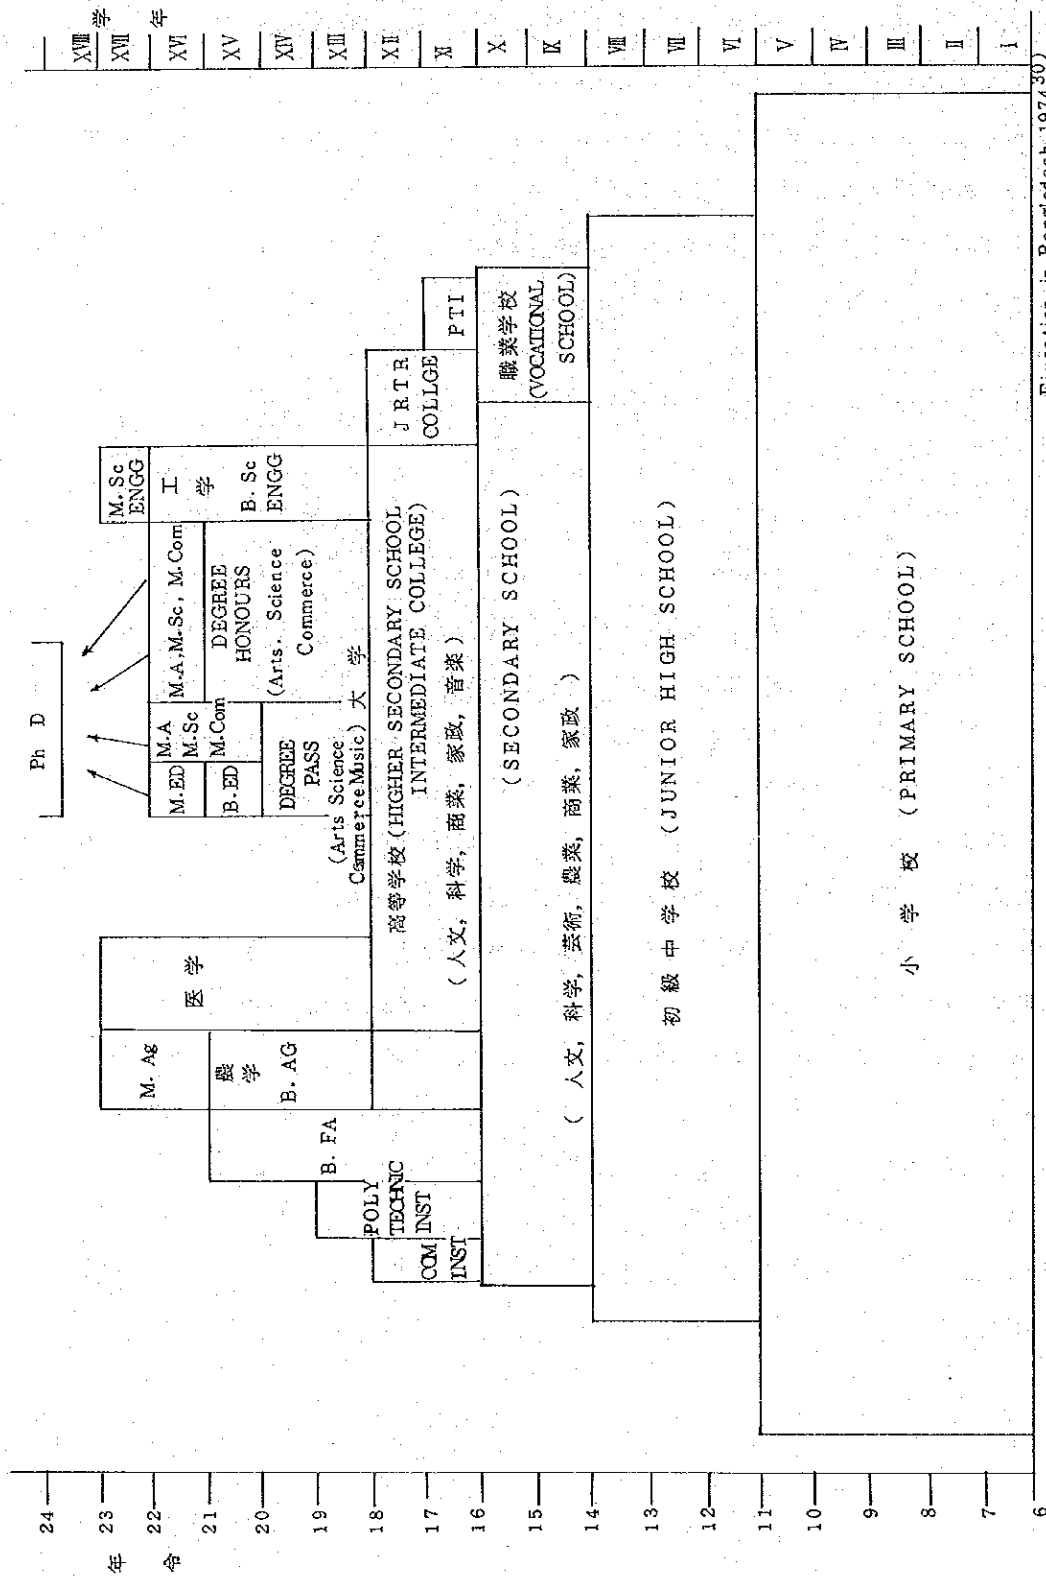 学 年
XVIII
XVII
XVI
XV
XIV
XIII
XII
XI
X
IX
VIII
VII
VI
V
IV
III
II
I
Ph D
M.ED
B.ED
M.A
M.Sc
M.Com
DEGREE
PASS
(Arts Science
Commerce Music)
M.A, M.Sc, M.Com
DEGREE
HONOURS
(Arts. Science
Commerce)
大 学
M. Sc
ENGG
工 学
B. Sc
ENGG
医 学
M. Ag
農 学
B. AG
B. FA
POLY
TECHNIC
INST
COM
INST
高等学校(HIGHER SECONDARY SCHOOL
INTERMEDIATE COLLEGE)
(人文, 科学, 商業, 家政, 音楽)
J R T R
COLLGE
PTI
(SECONDARY SCHOOL)
( 人文, 科学, 芸術, 農業, 商業, 家政 )
職業学校
(VOCATIONAL
SCHOOL)
初 級 中 学 校 (JUNIOR HIGH SCHOOL)
小 学 校 (PRIMARY SCHOOL)
年 令
24
23
22
21
20
19
18
17
16
15
14
13
12
11
10
9
8
7
6
in Bangladesh 1974 30)